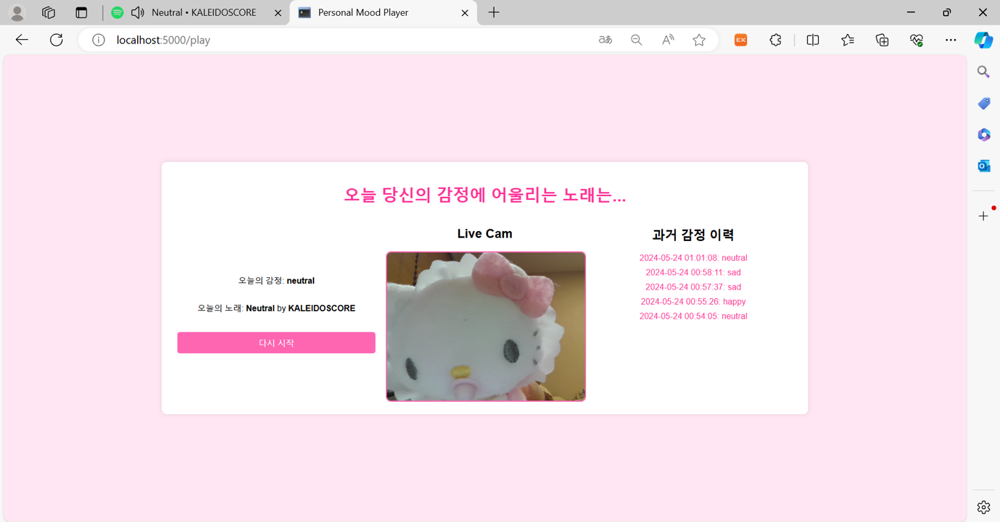 Neutral • KALEIDOSCORE
Personal Mood Player
localhost:5000/play
aあ
A
EX
오늘 당신의 감정에 어울리는 노래는...
오늘의 감정: neutral
오늘의 노래: Neutral by KALEIDOSCORE
다시 시작
Live Cam
과거 감정 이력
2024-05-24 01:01:08: neutral
2024-05-24 00:58:11: sad
2024-05-24 00:57:37: sad
2024-05-24 00:55:26: happy
2024-05-24 00:54:05: neutral